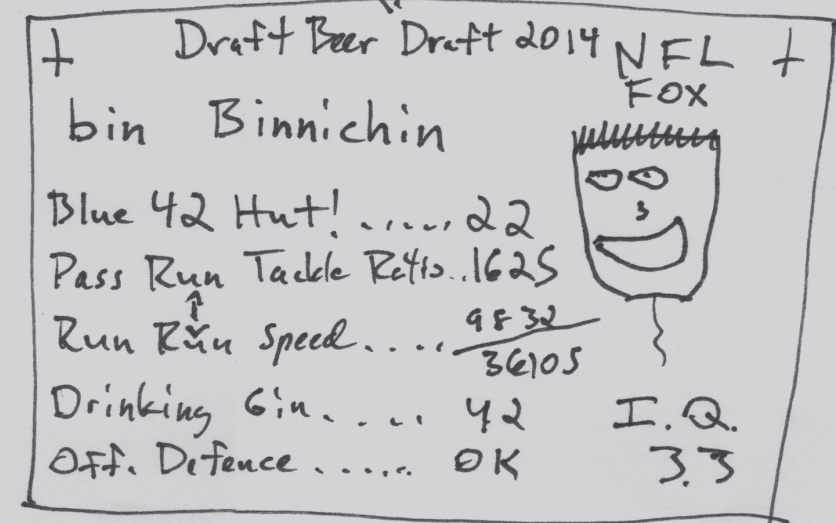 Draft Beer Draft 2014 NFL
FOX
bin Binnichin
Blue 42 Hut!..... 22
Pass Run Tackle Ratio..1625
Run Run Speed.... 9832
36105
Drinking Gin..... 42 I.Q.
Off. Defence...... OK 3.3